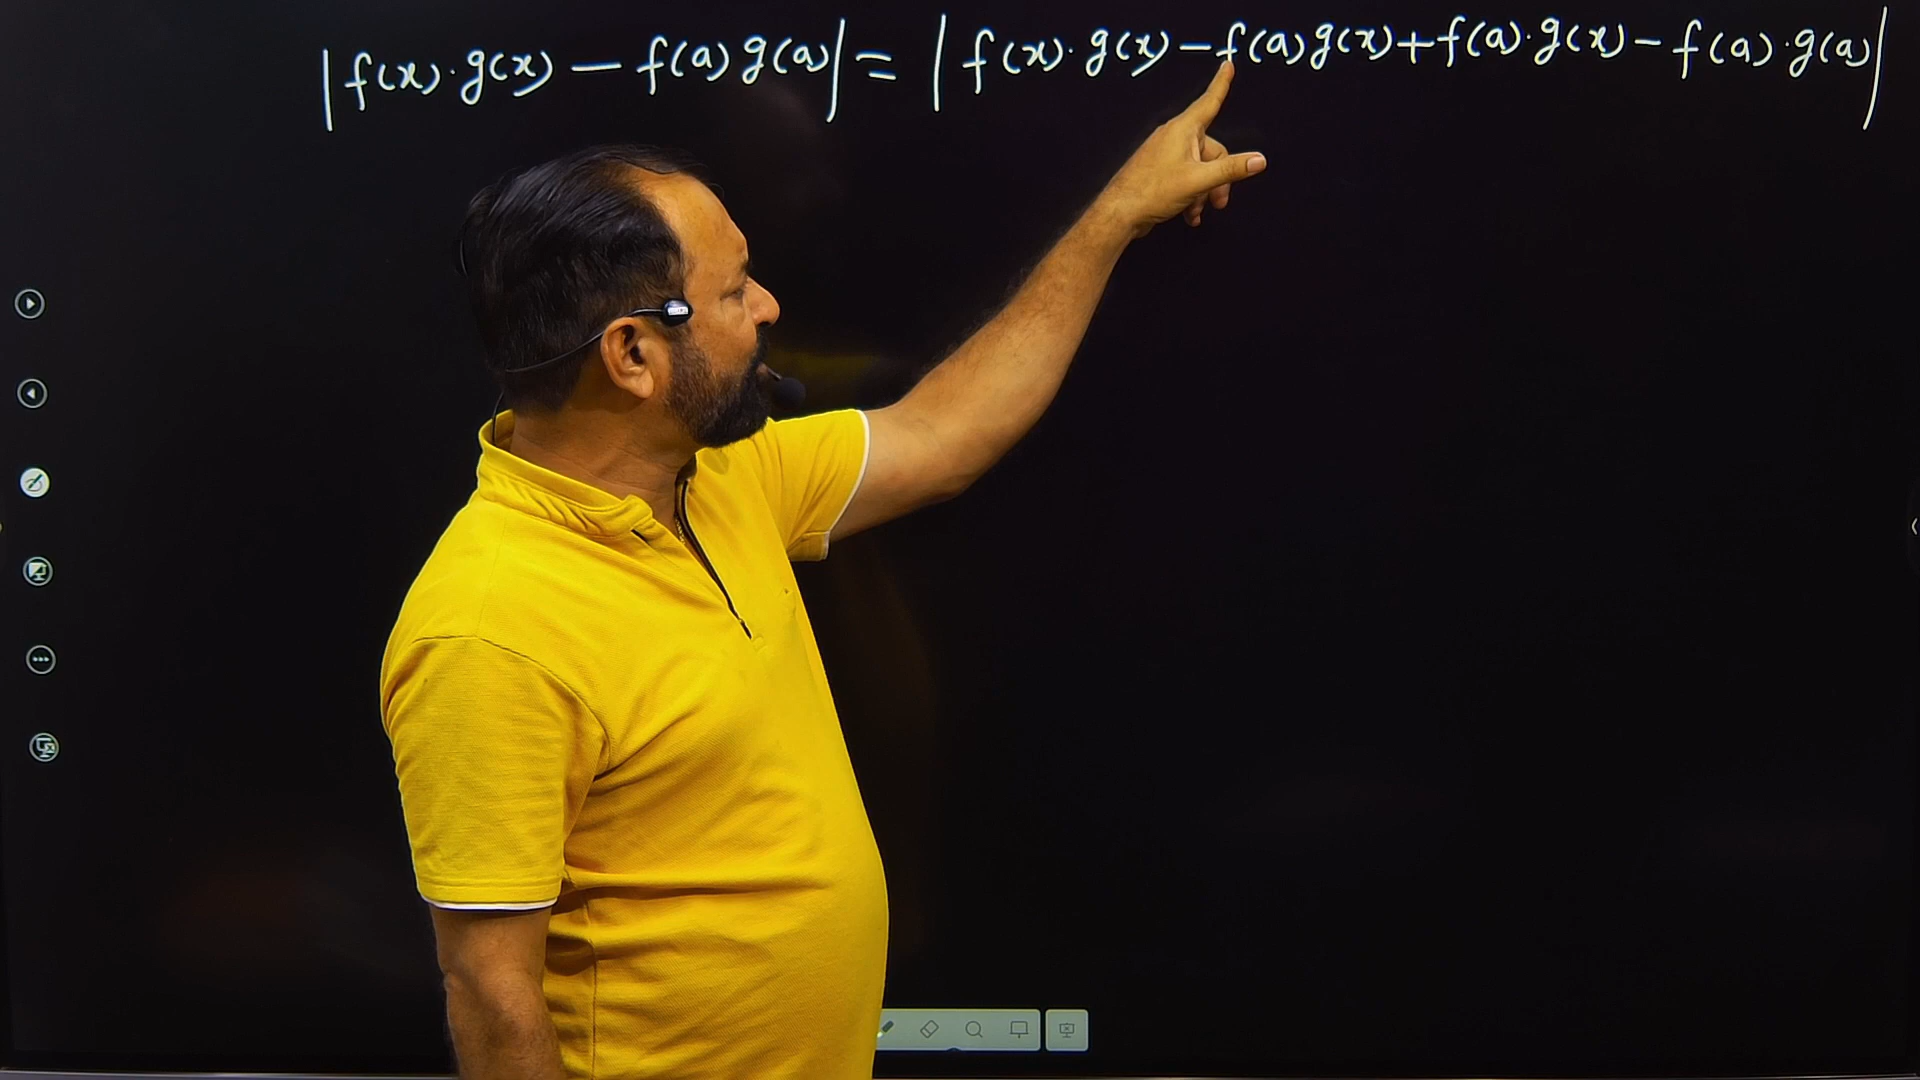 |f(x)·g(x) − f(a)g(a)| = |f(x)·g(x) − f(a)g(x) + f(a)·g(x) − f(a)·g(a)|